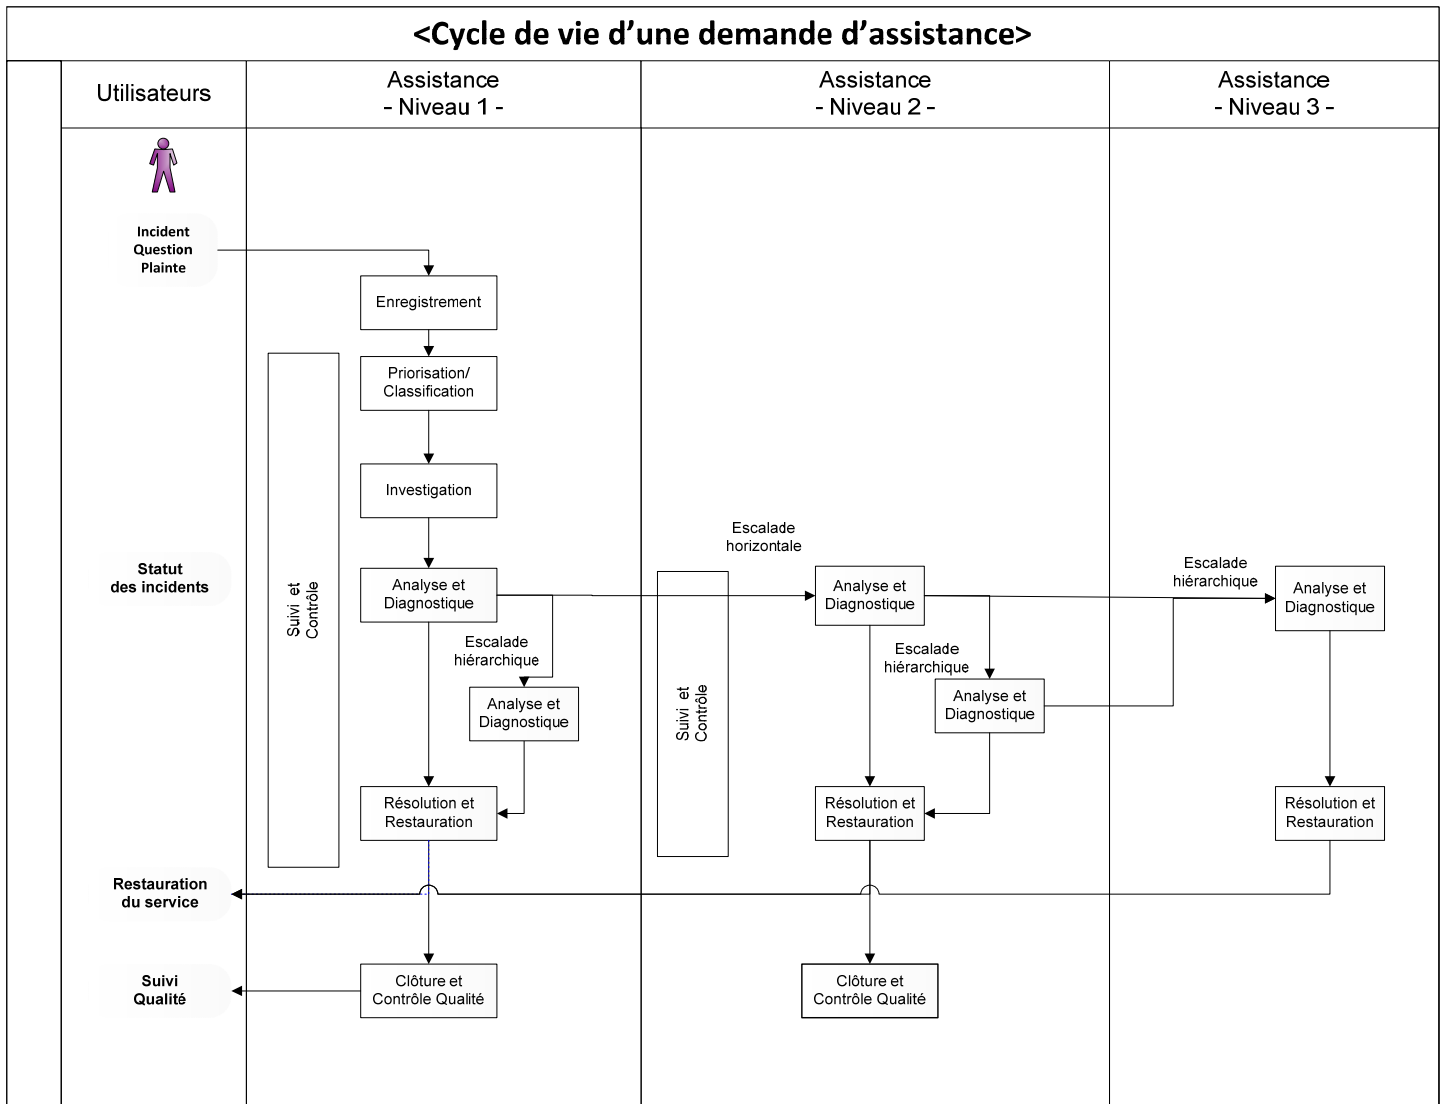 <Cycle de vie d’une demande d’assistance>
Utilisateurs
Assistance
- Niveau 1 -
Assistance
- Niveau 2 -
Assistance
- Niveau 3 -
Incident
Question
Plainte
Enregistrement
Priorisation/
Classification
Investigation
Escalade
horizontale
Statut
des incidents
Suivi et
Contrôle
Analyse et
Diagnostique
Analyse et
Diagnostique
Escalade
hiérarchique
Analyse et
Diagnostique
Escalade
hiérarchique
Analyse et
Diagnostique
Suivi et
Contrôle
Escalade
hiérarchique
Analyse et
Diagnostique
Résolution et
Restauration
Résolution et
Restauration
Résolution et
Restauration
Restauration
du service
Suivi
Qualité
Clôture et
Contrôle Qualité
Clôture et
Contrôle Qualité